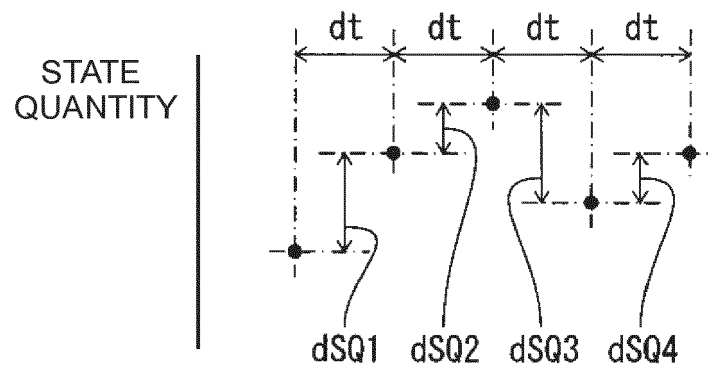 dt dt dt dt
STATE
QUANTITY
dSQ1 dSQ2 dSQ3 dSQ4